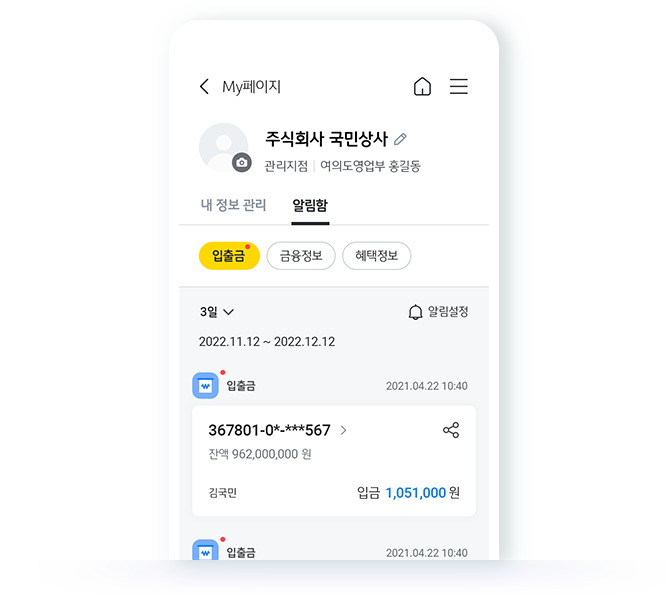 My페이지
주식회사 국민상사
관리지점 | 여의도영업부 홍길동
내 정보 관리 알림함
입출금 금융정보 혜택정보
3일 알림설정
2022.11.12 ~ 2022.12.12
입출금 2021.04.22 10:40
367801-0*-***567
잔액 962,000,000 원
김국민 입금 1,051,000 원
입출금 2021.04.22 10:40